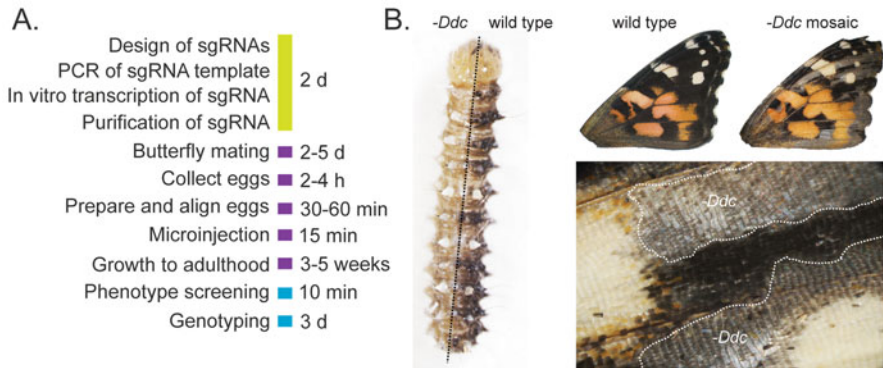 A.
Design of sgRNAs
PCR of sgRNA template
In vitro transcription of sgRNA
Purification of sgRNA
2 d
Butterfly mating 2-5 d
Collect eggs 2-4 h
Prepare and align eggs 30-60 min
Microinjection 15 min
Growth to adulthood 3-5 weeks
Phenotype screening 10 min
Genotyping 3 d
B.
-Ddc wild type
wild type -Ddc mosaic
-Ddc
-Ddc